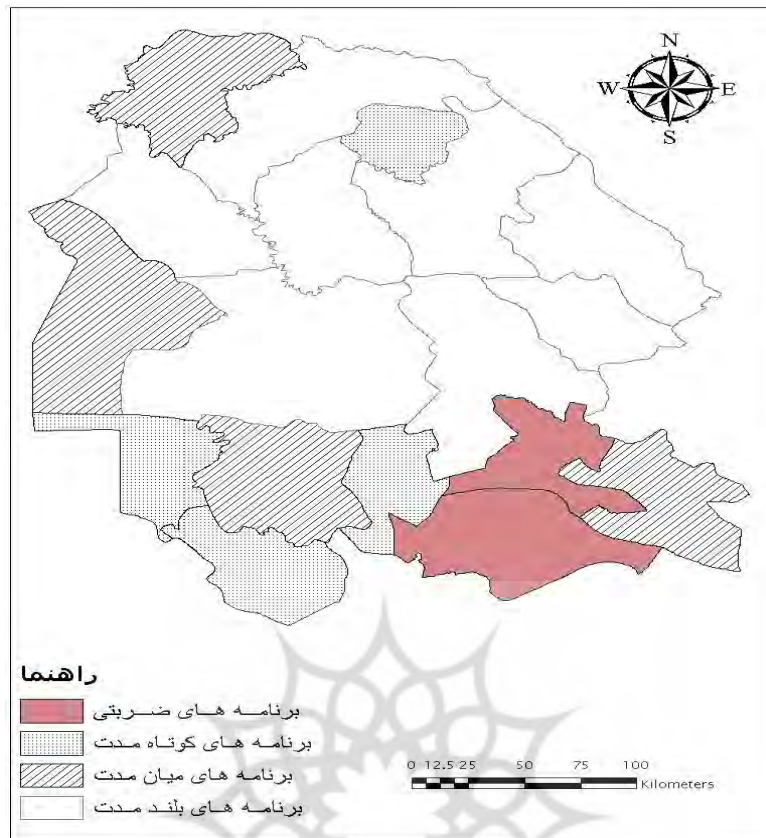 N
W E
S
راهنما
برنامه های ضربتی
برنامه های کوتاه مدت
برنامه های میان مدت
برنامه های بلند مدت
0 12.5 25 50 75 100
Kilometers